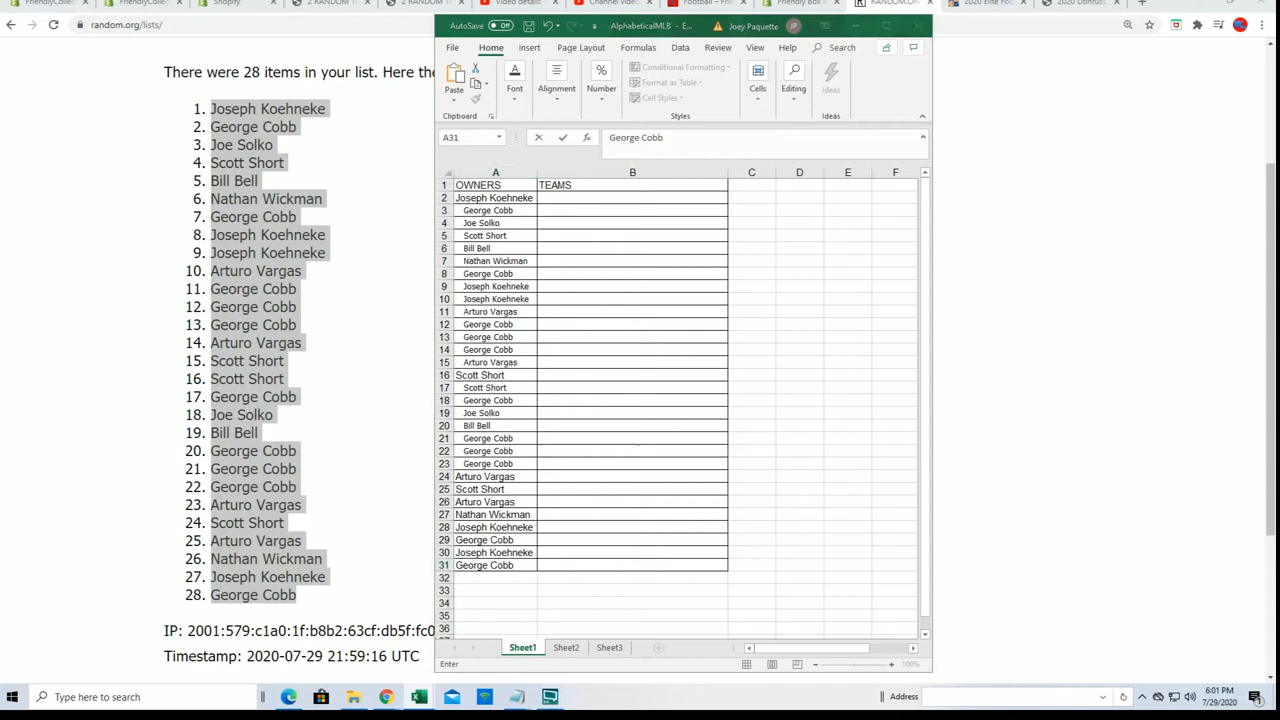 random.org/lists/
There were 28 items in your list. Here the
1. Joseph Koehneke
2. George Cobb
3. Joe Solko
4. Scott Short
5. Bill Bell
6. Nathan Wickman
7. George Cobb
8. Joseph Koehneke
9. Joseph Koehneke
10. Arturo Vargas
11. George Cobb
12. George Cobb
13. George Cobb
14. Arturo Vargas
15. Scott Short
16. Scott Short
17. George Cobb
18. Joe Solko
19. Bill Bell
20. George Cobb
21. George Cobb
22. George Cobb
23. Arturo Vargas
24. Scott Short
25. Arturo Vargas
26. Nathan Wickman
27. Joseph Koehneke
28. George Cobb
IP: 2001:579:c1a0:1f:b8b2:63cf:db5f:fc0
Timestamp: 2020-07-29 21:59:16 UTC
AutoSave Off AlphabeticalMLB - E... Joey Paquette JP
File Home Insert Page Layout Formulas Data Review View Help Search
Paste Font Alignment Number Conditional Formatting Format as Table Cell Styles Cells Editing Ideas
Clipboard Styles Ideas
A31 George Cobb
A B C D E F
1 OWNERS TEAMS
2 Joseph Koehneke
3 George Cobb
4 Joe Solko
5 Scott Short
6 Bill Bell
7 Nathan Wickman
8 George Cobb
9 Joseph Koehneke
10 Joseph Koehneke
11 Arturo Vargas
12 George Cobb
13 George Cobb
14 George Cobb
15 Arturo Vargas
16 Scott Short
17 Scott Short
18 George Cobb
19 Joe Solko
20 Bill Bell
21 George Cobb
22 George Cobb
23 George Cobb
24 Arturo Vargas
25 Scott Short
26 Arturo Vargas
27 Nathan Wickman
28 Joseph Koehneke
29 George Cobb
30 Joseph Koehneke
31 George Cobb
32
33
34
35
36
Sheet1 Sheet2 Sheet3
Enter 100%
Type here to search
Address
6:01 PM
7/29/2020